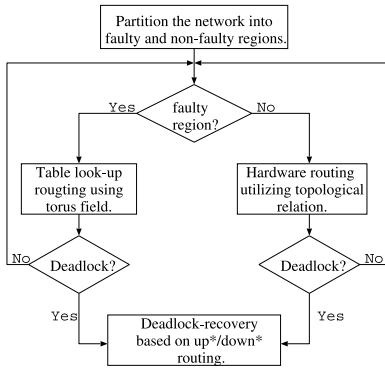 Partition the network into
faulty and non-faulty regions.
faulty
region?
Yes
No
Table look-up
rougting using
torus field.
Hardware routing
utilizing topological
relation.
No
Deadlock?
Deadlock?
No
Yes
Yes
Deadlock-recovery
based on up*/down*
routing.